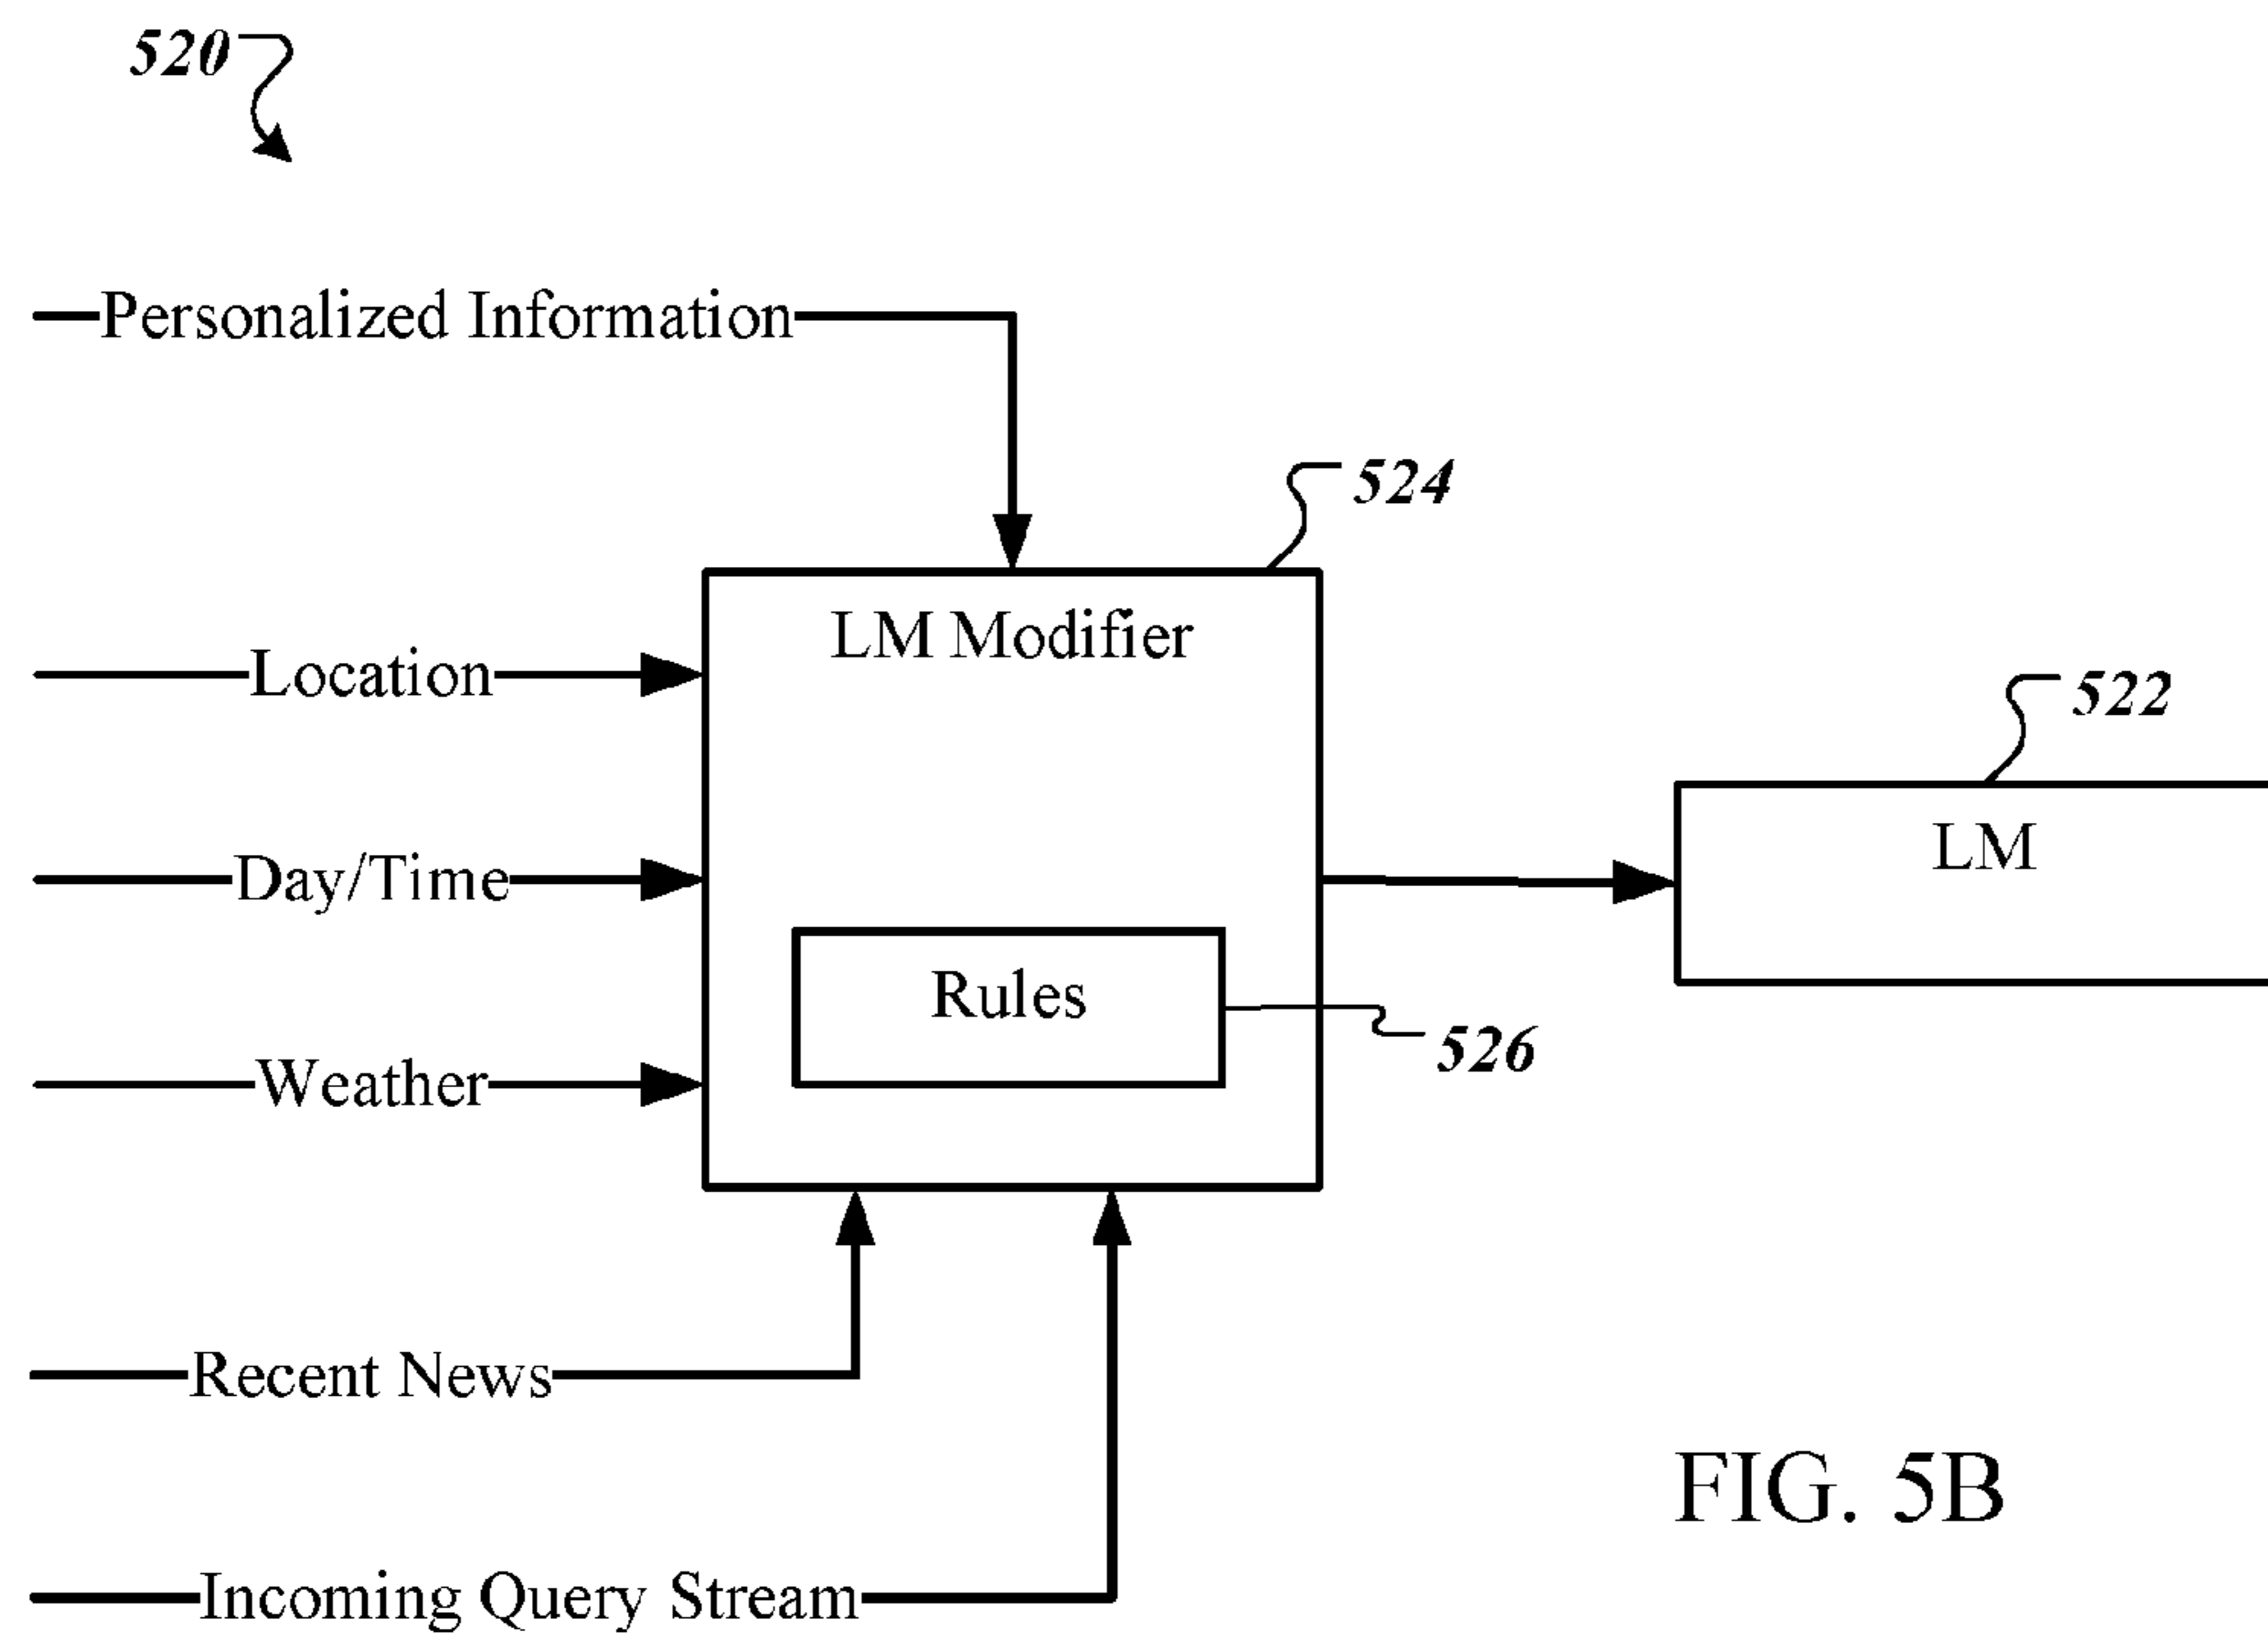 520
Personalized Information
524
LM Modifier
Location
522
LM
Day/Time
Rules
526
Weather
Recent News
FIG. 5B
Incoming Query Stream